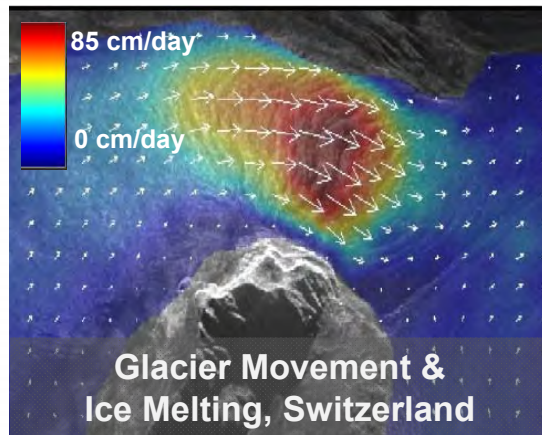 85 cm/day
0 cm/day
Glacier Movement &
Ice Melting, Switzerland